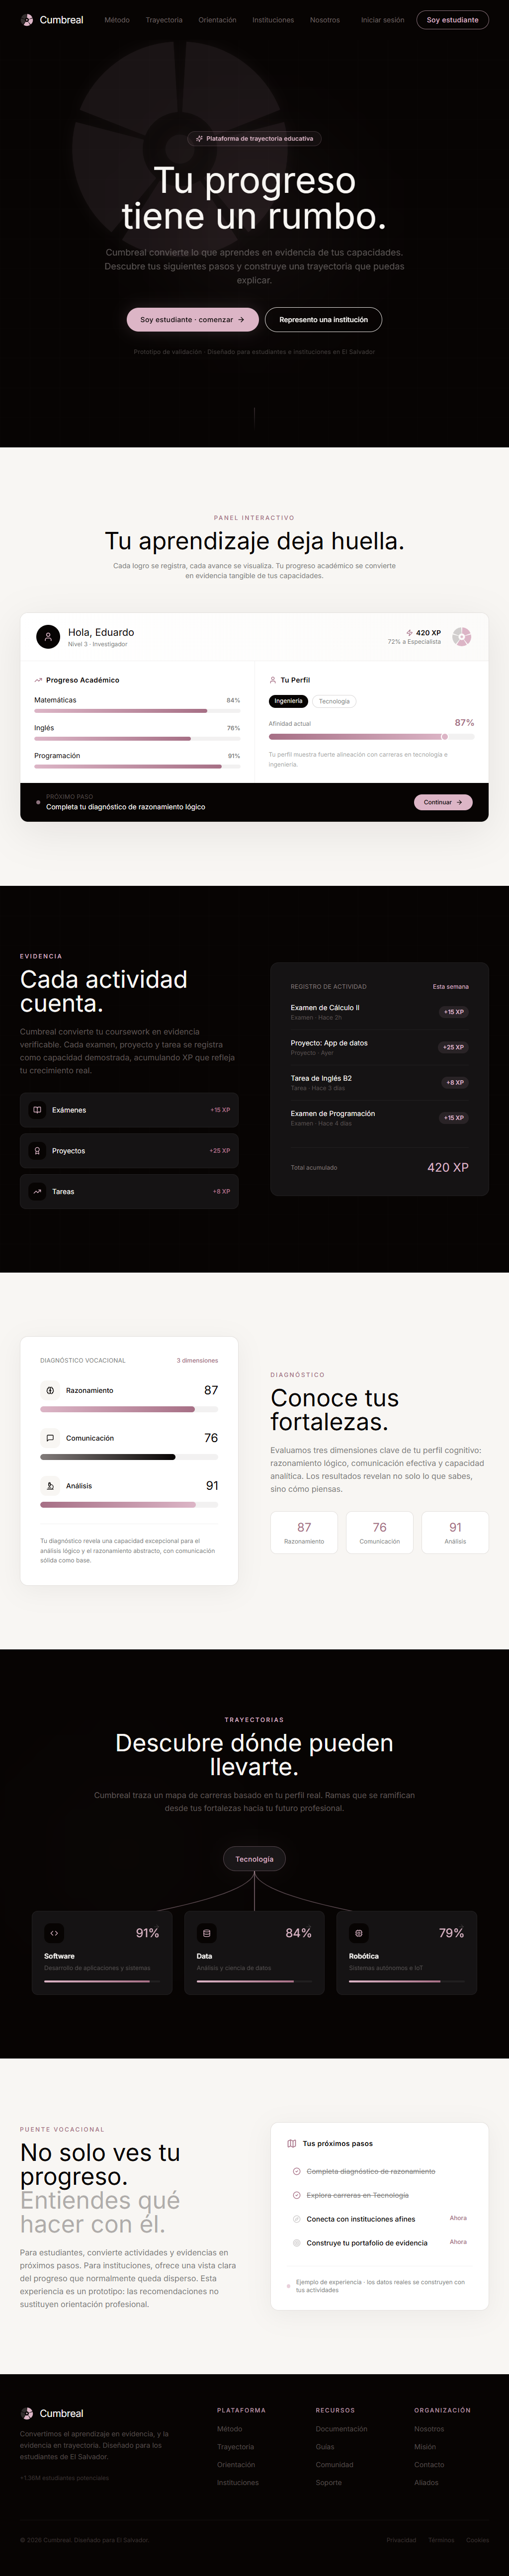 Cumbreal
Método
Trayectoria
Orientación
Instituciones
Nosotros
Iniciar sesión
Soy estudiante
Plataforma de trayectoria educativa
Tu progreso
tiene un rumbo.
Cumbreal convierte lo que aprendes en evidencia de tus capacidades.
Descubre tus siguientes pasos y construye una trayectoria que puedas
explicar.
Soy estudiante · comenzar
Represento una institución
Prototipo de validación · Diseñado para estudiantes e instituciones en El Salvador
PANEL INTERACTIVO
Tu aprendizaje deja huella.
Cada logro se registra, cada avance se visualiza. Tu progreso académico se convierte
en evidencia tangible de tus capacidades.
Hola, Eduardo
Nivel 3 · Investigador
420 XP
72% a Especialista
Progreso Académico
Matemáticas
84%
Inglés
76%
Programación
91%
Tu Perfil
Ingeniería
Tecnología
Afinidad actual
87%
Tu perfil muestra fuerte alineación con carreras en tecnología e
ingeniería.
PRÓXIMO PASO
Completa tu diagnóstico de razonamiento lógico
Continuar
EVIDENCIA
Cada actividad
cuenta.
Cumbreal convierte tu coursework en evidencia
verificable. Cada examen, proyecto y tarea se registra
como capacidad demostrada, acumulando XP que refleja
tu crecimiento real.
Exámenes
+15 XP
Proyectos
+25 XP
Tareas
+8 XP
REGISTRO DE ACTIVIDAD
Esta semana
Examen de Cálculo II
Examen · Hace 2h
+15 XP
Proyecto: App de datos
Proyecto · Ayer
+25 XP
Tarea de Inglés B2
Tarea · Hace 3 días
+8 XP
Examen de Programación
Examen · Hace 4 días
+15 XP
Total acumulado
420 XP
DIAGNÓSTICO VOCACIONAL
3 dimensiones
Razonamiento
87
Comunicación
76
Análisis
91
Tu diagnóstico revela una capacidad excepcional para el
análisis lógico y el razonamiento abstracto, con comunicación
sólida como base.
DIAGNÓSTICO
Conoce tus
fortalezas.
Evaluamos tres dimensiones clave de tu perfil cognitivo:
razonamiento lógico, comunicación efectiva y capacidad
analítica. Los resultados revelan no solo lo que sabes,
sino cómo piensas.
87
Razonamiento
76
Comunicación
91
Análisis
TRAYECTORIAS
Descubre dónde pueden
llevarte.
Cumbreal traza un mapa de carreras basado en tu perfil real. Ramas que se ramifican
desde tus fortalezas hacia tu futuro profesional.
Tecnología
91%
Software
Desarrollo de aplicaciones y sistemas
84%
Data
Análisis y ciencia de datos
79%
Robótica
Sistemas autónomos e IoT
PUENTE VOCACIONAL
No solo ves tu
progreso.
Entiendes qué
hacer con él.
Para estudiantes, convierte actividades y evidencias en
próximos pasos. Para instituciones, ofrece una vista clara
del progreso que normalmente queda disperso. Esta
experiencia es un prototipo: las recomendaciones no
sustituyen orientación profesional.
Tus próximos pasos
Completa diagnóstico de razonamiento
Explora carreras en Tecnología
Conecta con instituciones afines
Ahora
Construye tu portafolio de evidencia
Ahora
Ejemplo de experiencia · los datos reales se construyen con
tus actividades
Cumbreal
Convertimos el aprendizaje en evidencia, y la
evidencia en trayectoria. Diseñado para los
estudiantes de El Salvador.
+1.36M estudiantes potenciales
PLATAFORMA
Método
Trayectoria
Orientación
Instituciones
RECURSOS
Documentación
Guías
Comunidad
Soporte
ORGANIZACIÓN
Nosotros
Misión
Contacto
Aliados
© 2026 Cumbreal. Diseñado para El Salvador.
Privacidad
Términos
Cookies